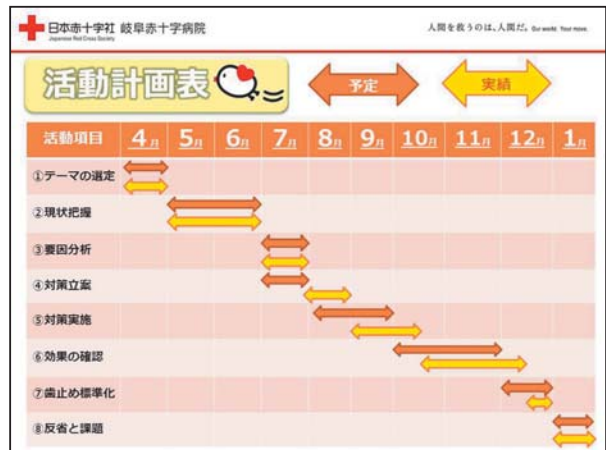 日本赤十字社 岐阜赤十字病院
Japanese Red Cross Society
人間を救うのは、人間だ。 Our world. Your move.
活動計画表
予定
実績
活動項目 4月 5月 6月 7月 8月 9月 10月 11月 12月 1月
①テーマの選定
②現状把握
③要因分析
④対策立案
⑤対策実施
⑥効果の確認
⑦歯止め標準化
⑧反省と課題